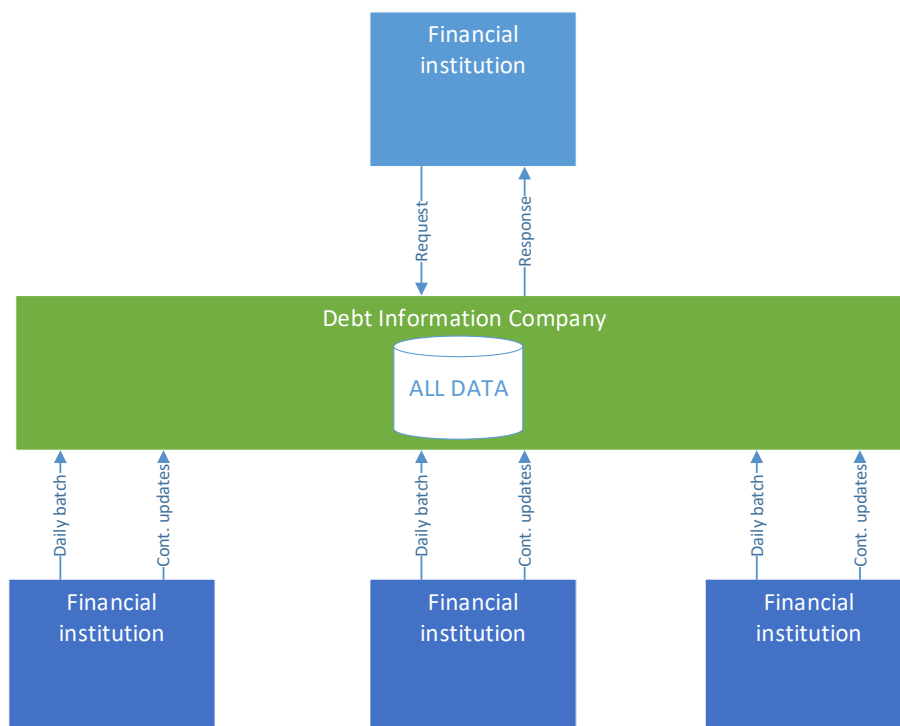 Financial
institution
Request
Response
Debt Information Company
ALL DATA
Daily batch
Cont. updates
Daily batch
Cont. updates
Daily batch
Cont. updates
Financial
institution
Financial
institution
Financial
institution